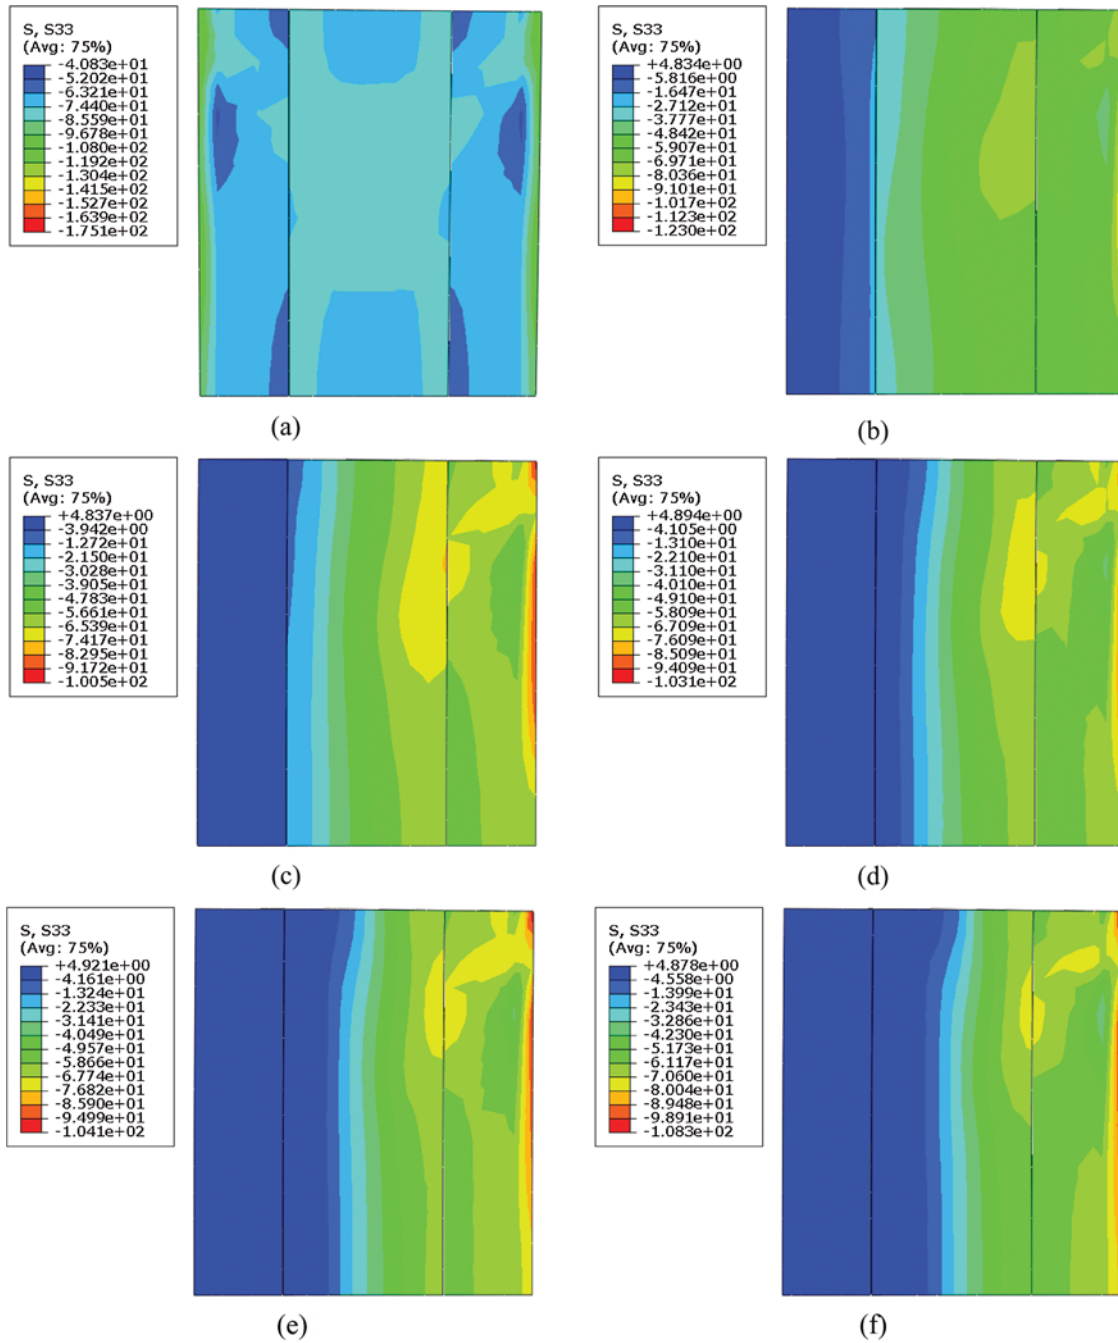 S, S33
(Avg: 75%)
-4.083e+01
-5.202e+01
-6.321e+01
-7.440e+01
-8.559e+01
-9.678e+01
-1.080e+02
-1.192e+02
-1.304e+02
-1.415e+02
-1.527e+02
-1.639e+02
-1.751e+02
(a)
S, S33
(Avg: 75%)
+4.834e+00
-5.816e+00
-1.647e+01
-2.712e+01
-3.777e+01
-4.842e+01
-5.907e+01
-6.971e+01
-8.036e+01
-9.101e+01
-1.017e+02
-1.123e+02
-1.230e+02
(b)
S, S33
(Avg: 75%)
+4.837e+00
-3.942e+00
-1.272e+01
-2.150e+01
-3.028e+01
-3.905e+01
-4.783e+01
-5.661e+01
-6.539e+01
-7.417e+01
-8.295e+01
-9.172e+01
-1.005e+02
(c)
S, S33
(Avg: 75%)
+4.894e+00
-4.105e+00
-1.310e+01
-2.210e+01
-3.110e+01
-4.010e+01
-4.910e+01
-5.809e+01
-6.709e+01
-7.609e+01
-8.509e+01
-9.409e+01
-1.031e+02
(d)
S, S33
(Avg: 75%)
+4.921e+00
-4.161e+00
-1.324e+01
-2.233e+01
-3.141e+01
-4.049e+01
-4.957e+01
-5.866e+01
-6.774e+01
-7.682e+01
-8.590e+01
-9.499e+01
-1.041e+02
(e)
S, S33
(Avg: 75%)
+4.878e+00
-4.558e+00
-1.399e+01
-2.343e+01
-3.286e+01
-4.230e+01
-5.173e+01
-6.117e+01
-7.060e+01
-8.004e+01
-8.948e+01
-9.891e+01
-1.083e+02
(f)